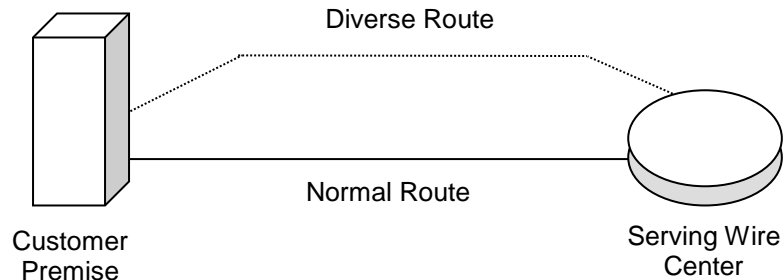 Diverse Route
Normal Route
Customer
Premise
Serving Wire
Center